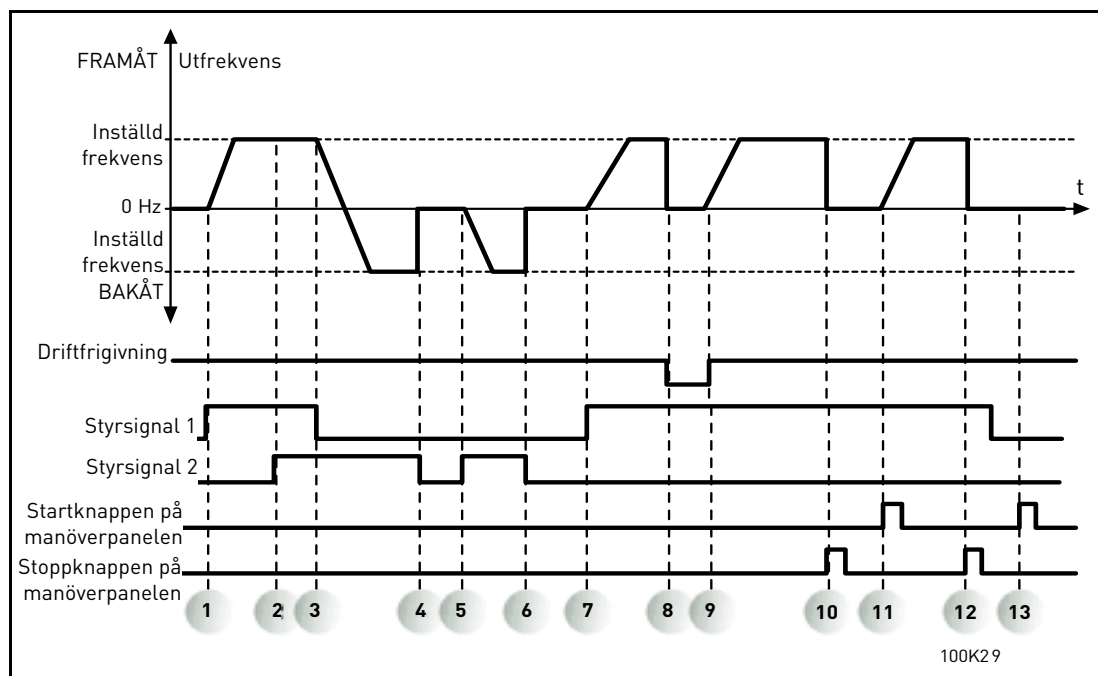 FRAMÅT
Utfrekvens
Inställd
frekvens
t
0 Hz
Inställd
frekvens
BAKÅT
Driftfrigivning
Styrsignal 1
Styrsignal 2
Startknappen på
manöverpanelen
Stoppknappen på
manöverpanelen
1 2 3 4 5 6 7 8 9 10 11 12 13
100K29